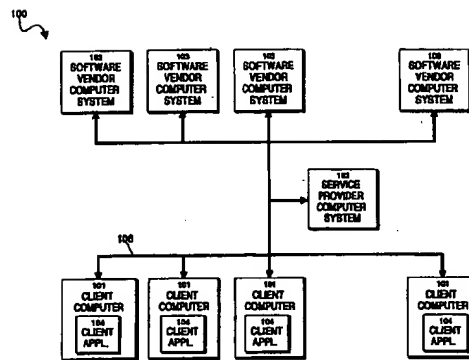 100
103
SOFTWARE
VENDOR
COMPUTER
SYSTEM
103
SOFTWARE
VENDOR
COMPUTER
SYSTEM
103
SOFTWARE
VENDOR
COMPUTER
SYSTEM
103
SOFTWARE
VENDOR
COMPUTER
SYSTEM
102
SERVICE
PROVIDER
COMPUTER
SYSTEM
106
101
CLIENT
COMPUTER
104
CLIENT
APPL.
101
CLIENT
COMPUTER
104
CLIENT
APPL.
101
CLIENT
COMPUTER
104
CLIENT
APPL.
101
CLIENT
COMPUTER
104
CLIENT
APPL.